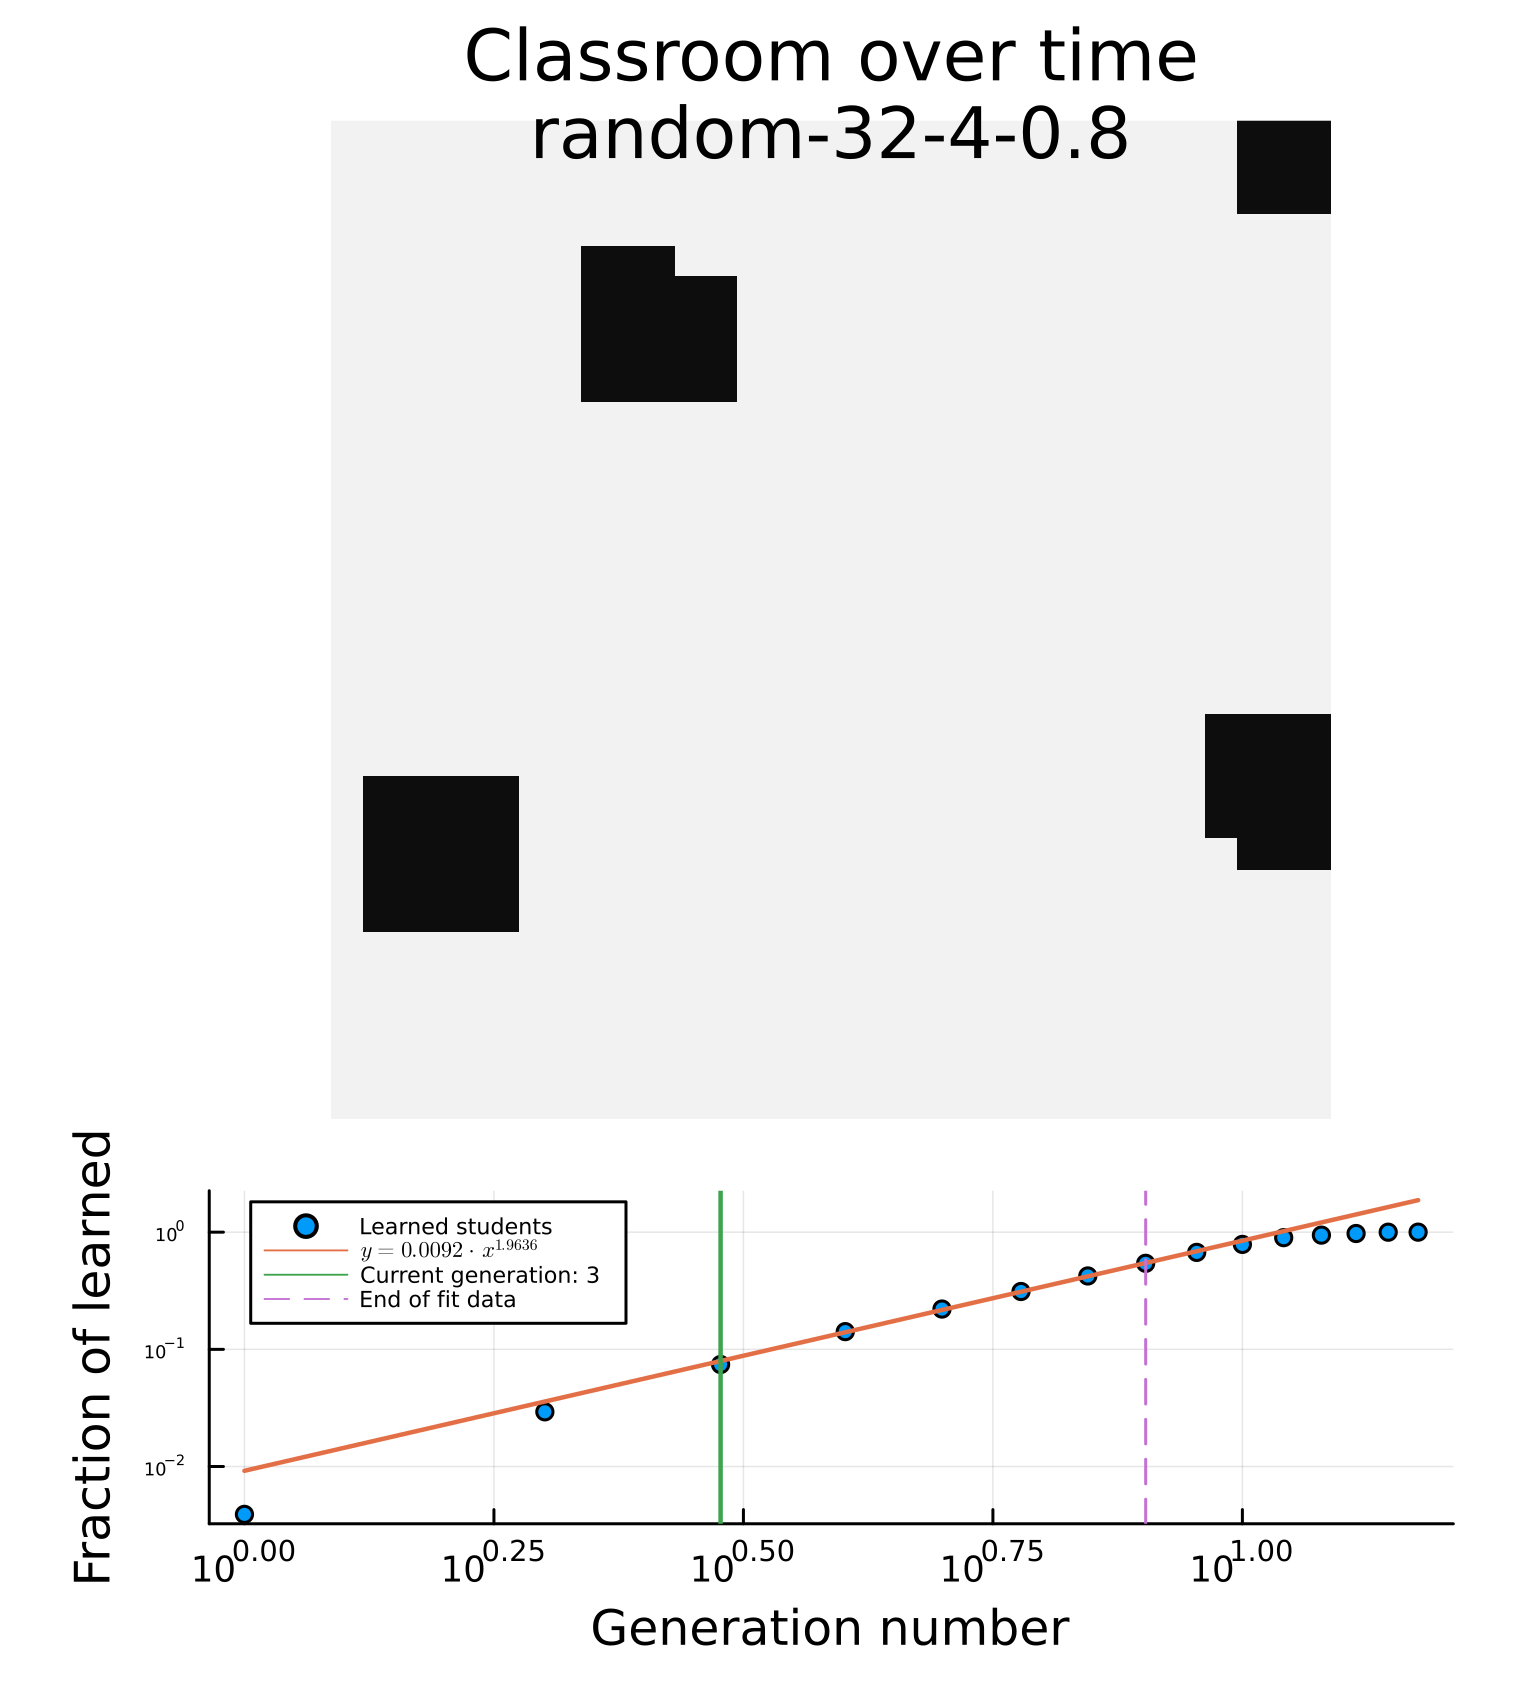 Classroom over time
random-32-4-0.8
Fraction of learned
10⁰
10⁻¹
10⁻²
Learned students
y = 0.0092 · x^1.9636
Current generation: 3
End of fit data
10^0.00 10^0.25 10^0.50 10^0.75 10^1.00
Generation number